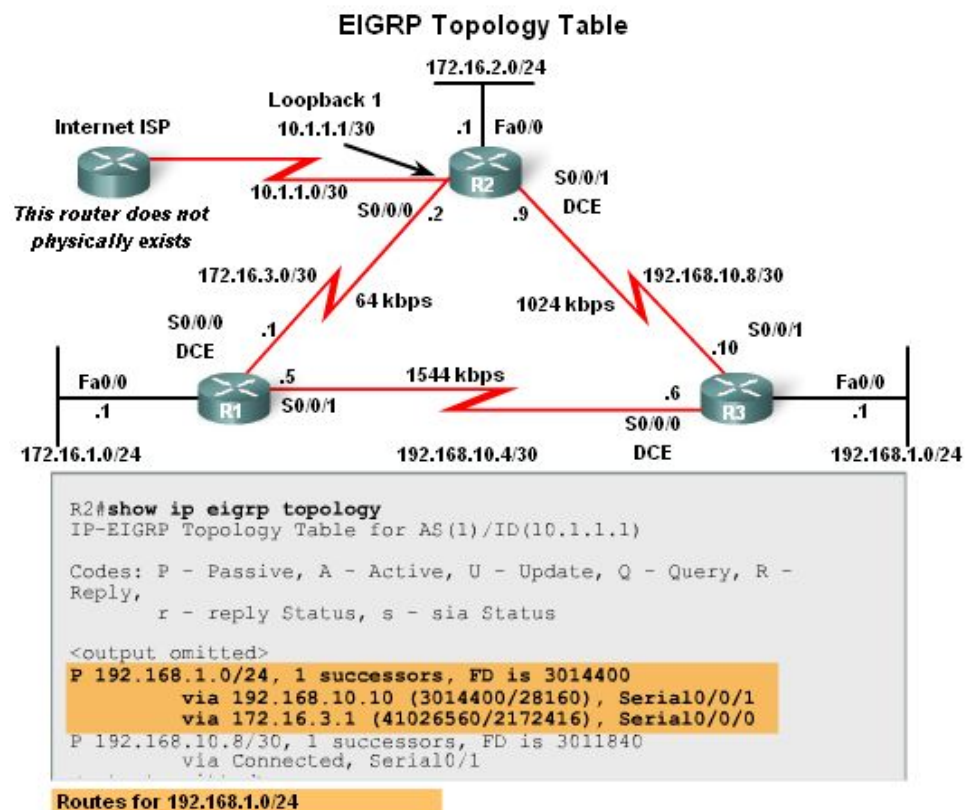 EIGRP Topology Table
172.16.2.0/24
Loopback 1
10.1.1.1/30
Internet ISP
.1
Fa0/0
10.1.1.0/30
R2
S0/0/1
DCE
This router does not
physically exists
S0/0/0
.2
.9
172.16.3.0/30
192.168.10.8/30
64 kbps
1024 kbps
S0/0/0
DCE
.1
S0/0/1
.10
Fa0/0
.1
R1
.5
S0/0/1
1544 kbps
.6
S0/0/0
DCE
R3
Fa0/0
.1
172.16.1.0/24
192.168.10.4/30
192.168.1.0/24
R2#show ip eigrp topology
IP-EIGRP Topology Table for AS(1)/ID(10.1.1.1)
Codes: P - Passive, A - Active, U - Update, Q - Query, R -
Reply,
r - reply Status, s - sia Status
<output omitted>
P 192.168.1.0/24, 1 successors, FD is 3014400
via 192.168.10.10 (3014400/28160), Serial0/0/1
via 172.16.3.1 (41026560/2172416), Serial0/0/0
P 192.168.10.8/30, 1 successors, FD is 3011840
via Connected, Serial0/1
Routes for 192.168.1.0/24